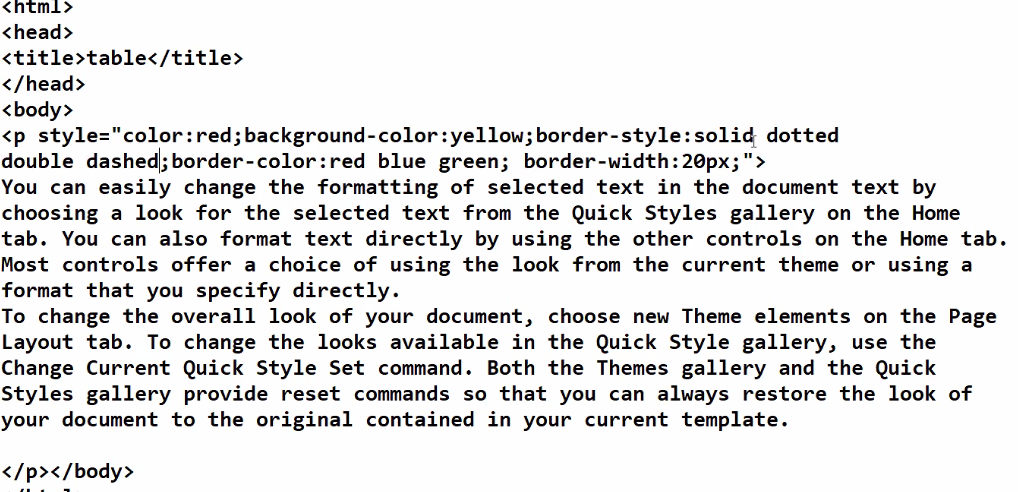 <html>
<head>
<title>table</title>
</head>
<body>
<p style="color:red;background-color:yellow;border-style:solid dotted
double dashed;border-color:red blue green; border-width:20px;">
You can easily change the formatting of selected text in the document text by
choosing a look for the selected text from the Quick Styles gallery on the Home
tab. You can also format text directly by using the other controls on the Home tab.
Most controls offer a choice of using the look from the current theme or using a
format that you specify directly.
To change the overall look of your document, choose new Theme elements on the Page
Layout tab. To change the looks available in the Quick Style gallery, use the
Change Current Quick Style Set command. Both the Themes gallery and the Quick
Styles gallery provide reset commands so that you can always restore the look of
your document to the original contained in your current template.
</p></body>